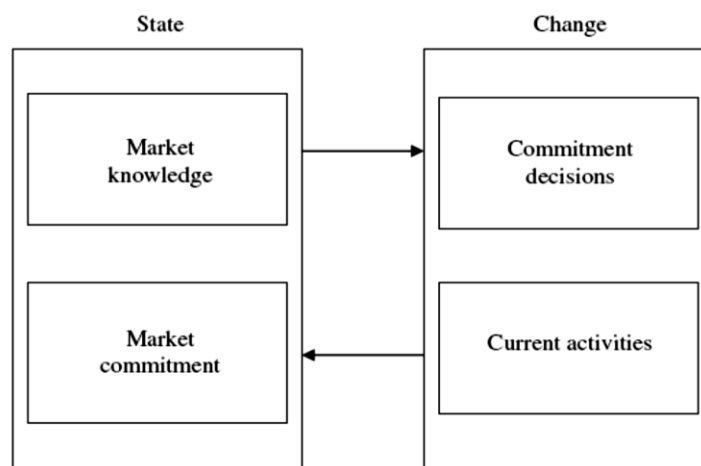 State
Change
Market
knowledge
Commitment
decisions
Market
commitment
Current activities